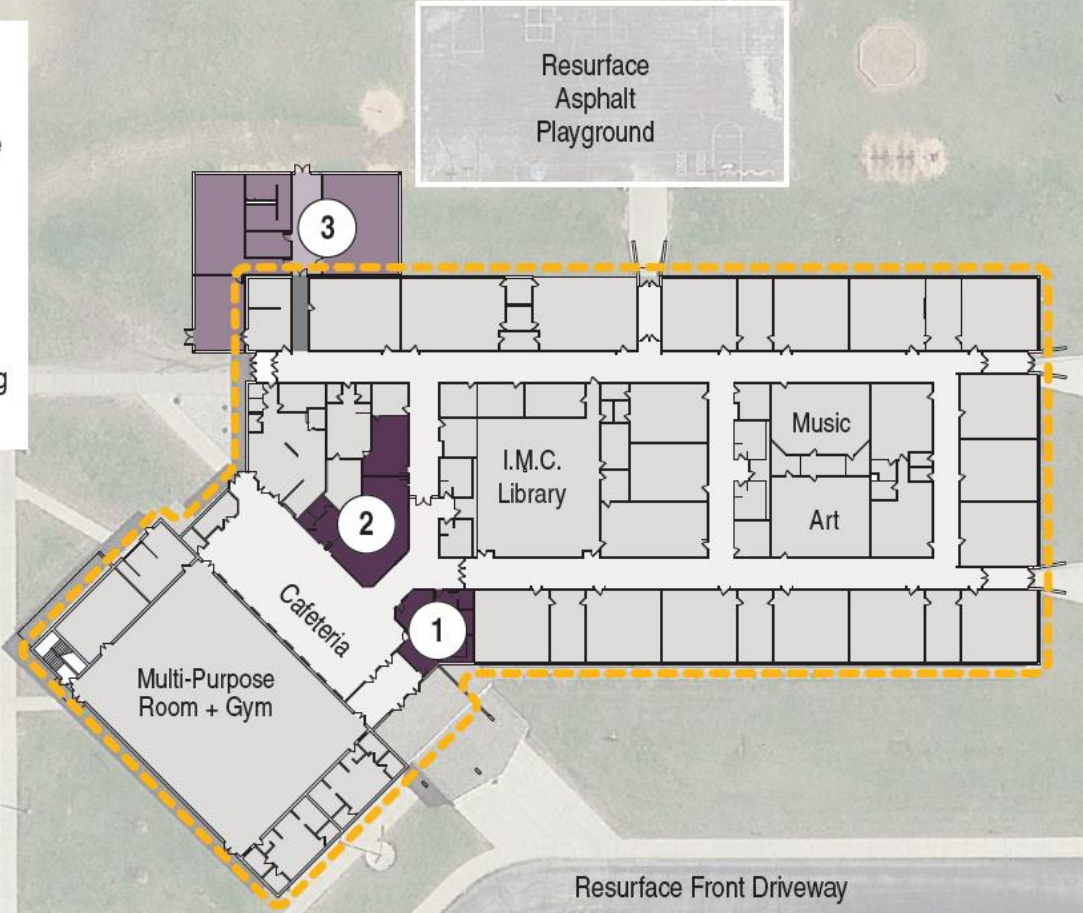 Resurface
Asphalt
Playground
3
Music
I.M.C.
Library
Art
2
Cafeteria
1
Multi-Purpose
Room + Gym
Resurface Front Driveway